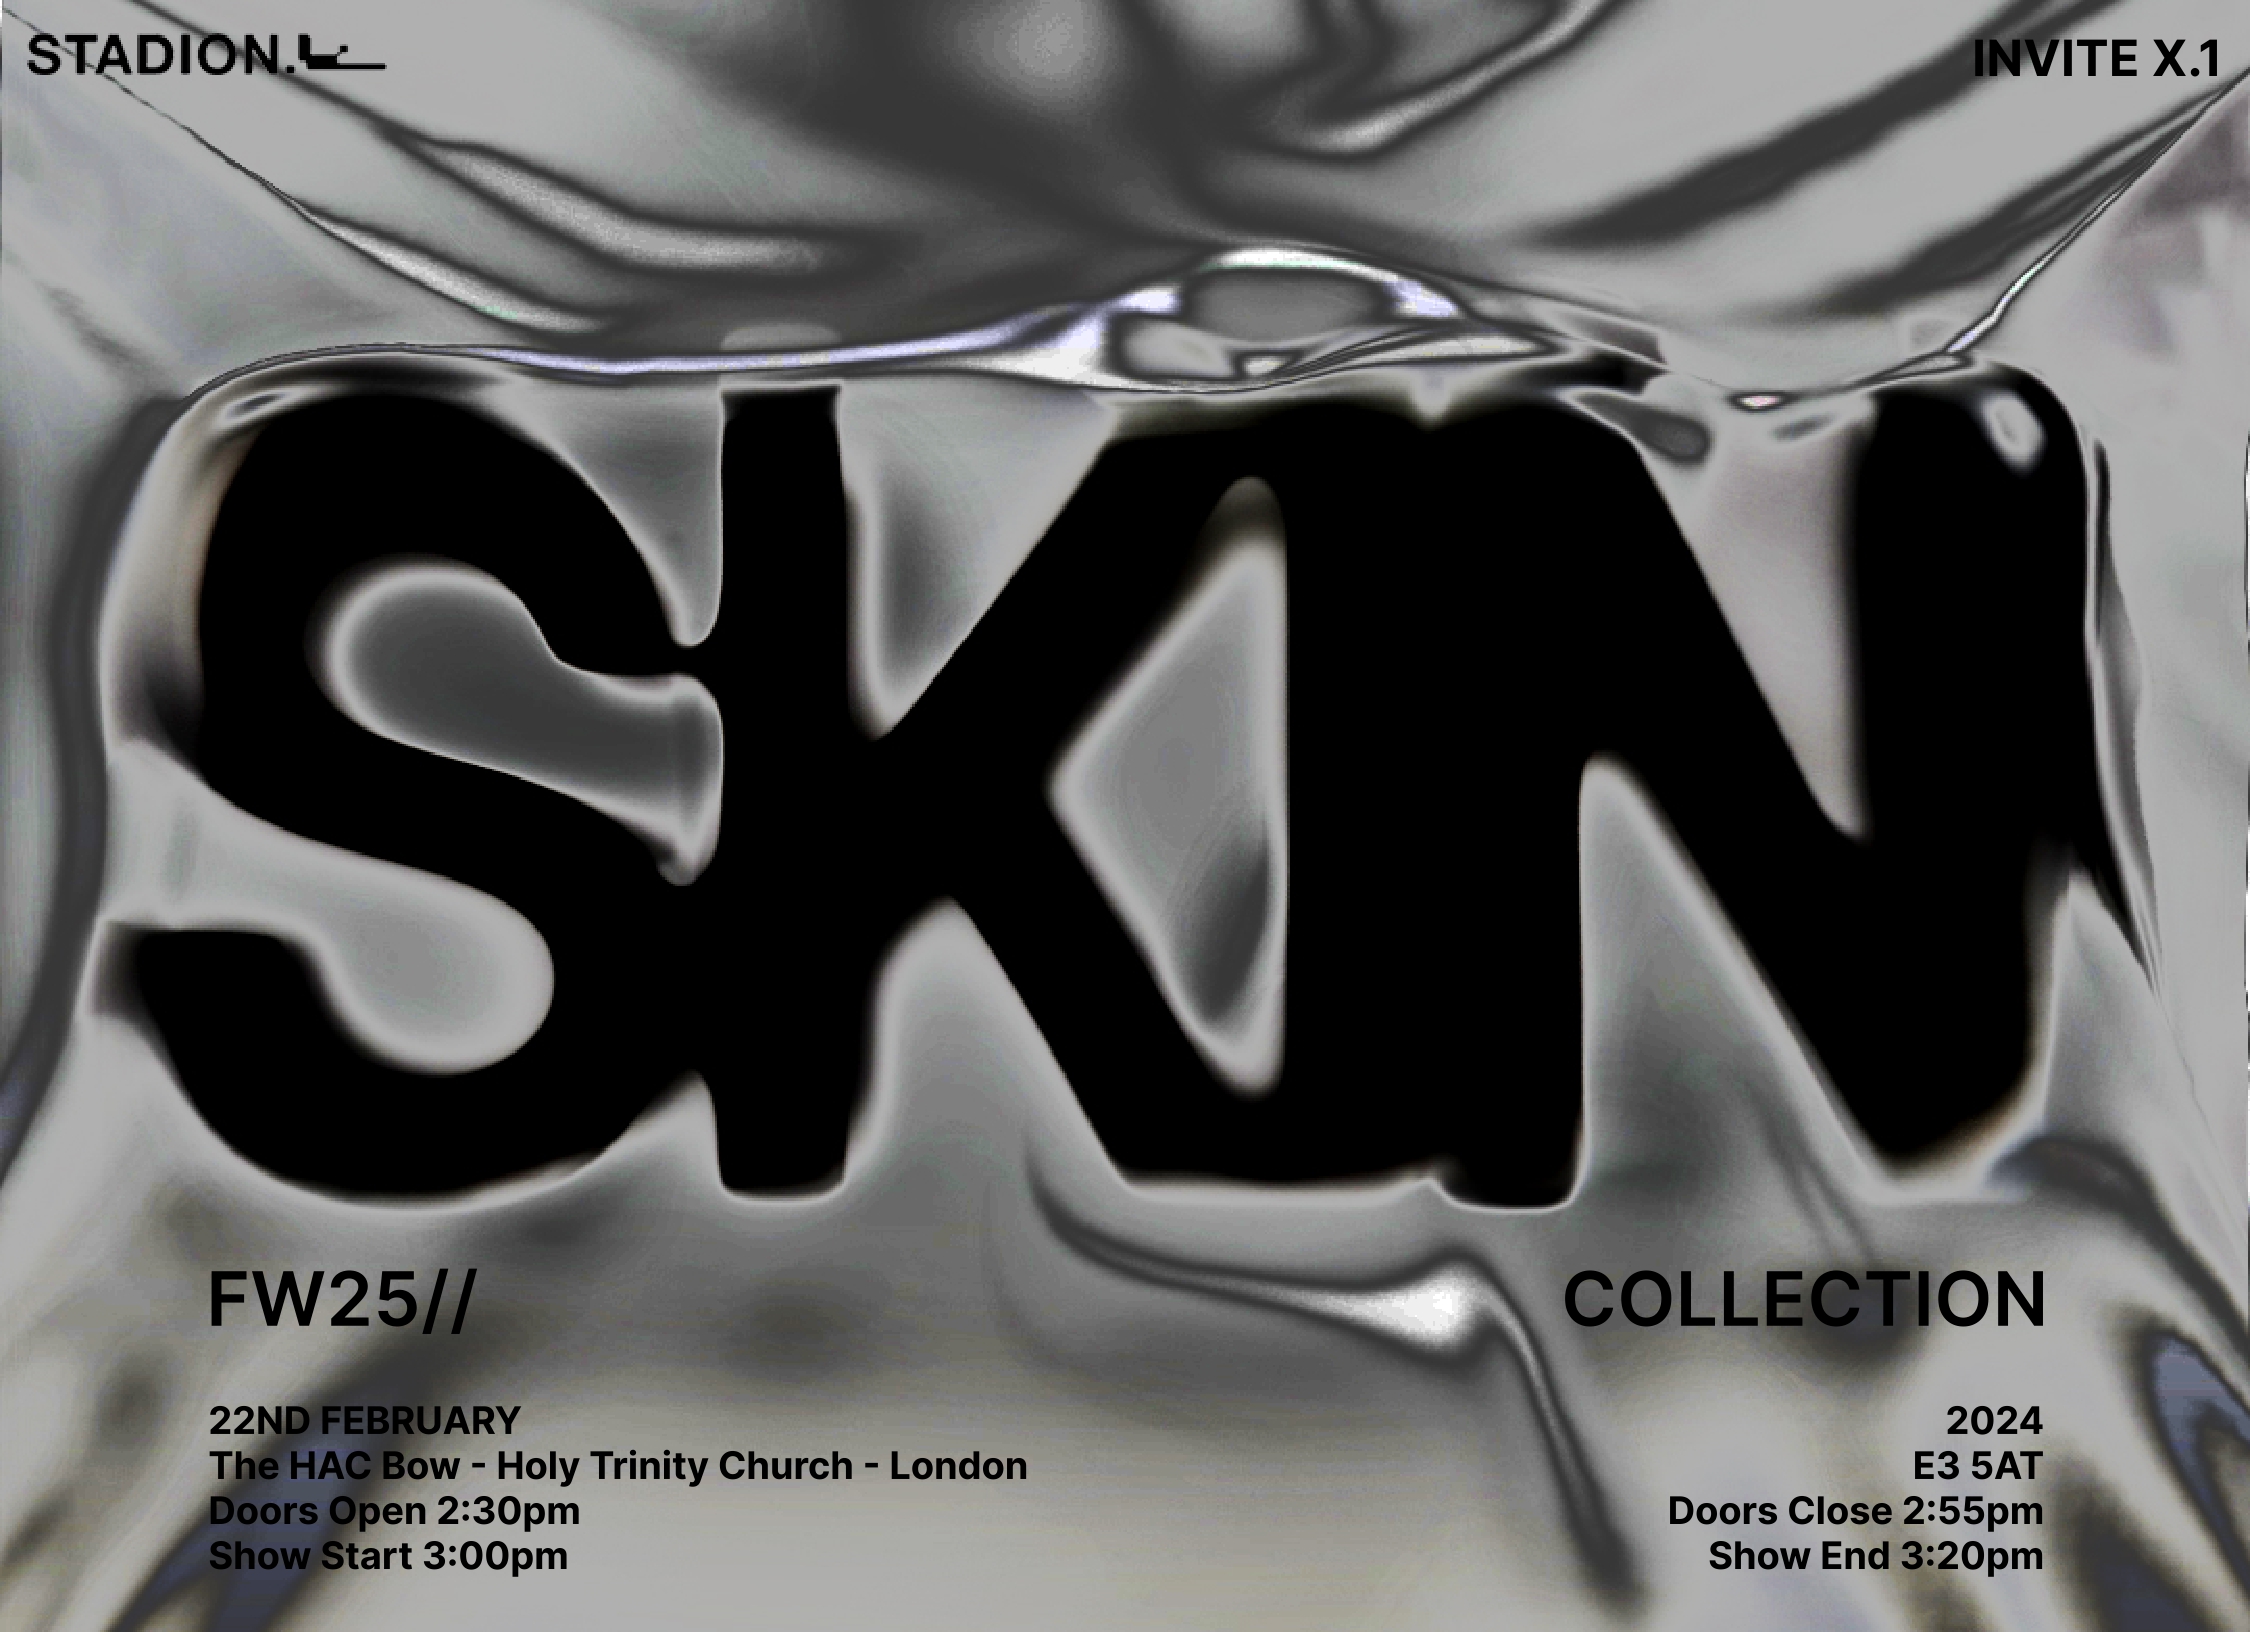 STADION.
INVITE X.1
SKIN
FW25//
COLLECTION
22ND FEBRUARY
2024
The HAC Bow - Holy Trinity Church - London
E3 5AT
Doors Open 2:30pm
Doors Close 2:55pm
Show Start 3:00pm
Show End 3:20pm